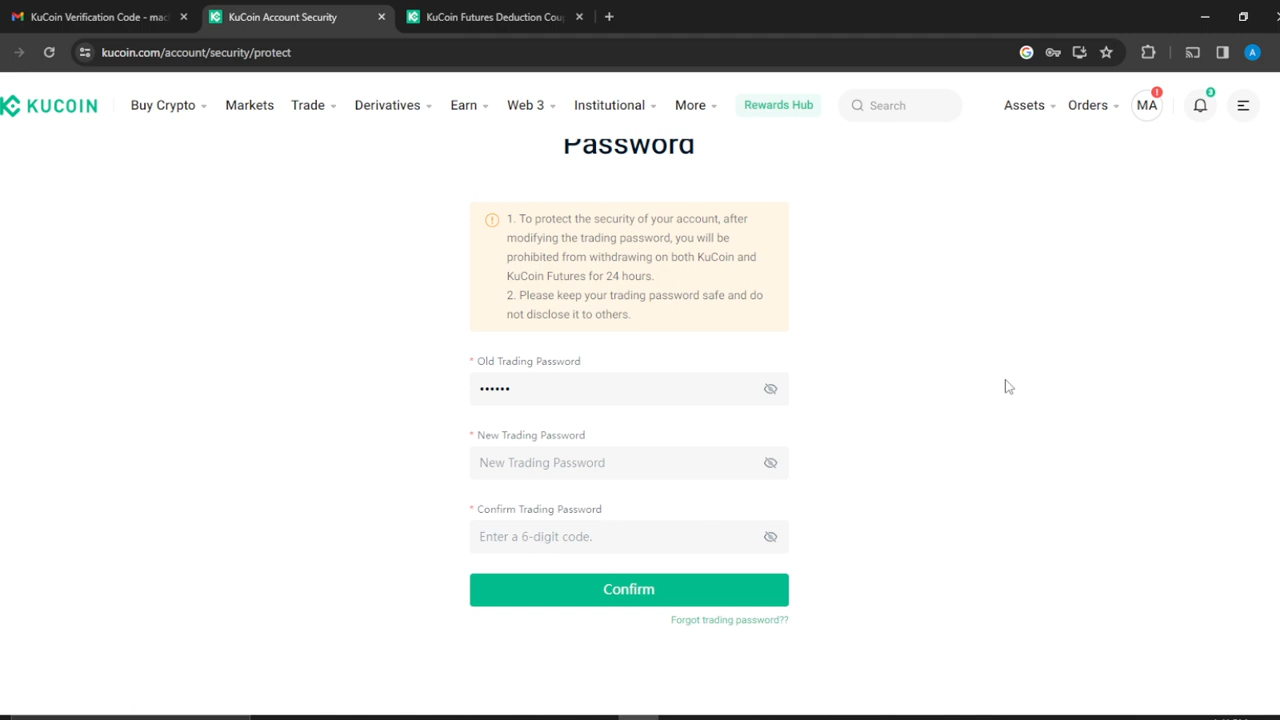 KuCoin Verification Code - mac
KuCoin Account Security
KuCoin Futures Deduction Cou
kucoin.com/account/security/protect
A
KUCOIN
Buy Crypto
Markets
Trade
Derivatives
Earn
Web 3
Institutional
More
Rewards Hub
Search
Assets
Orders
MA
3
Password
1. To protect the security of your account, after
modifying the trading password, you will be
prohibited from withdrawing on both KuCoin and
KuCoin Futures for 24 hours.
2. Please keep your trading password safe and do
not disclose it to others.
* Old Trading Password
••••••
* New Trading Password
New Trading Password
* Confirm Trading Password
Enter a 6-digit code.
Confirm
Forgot trading password??